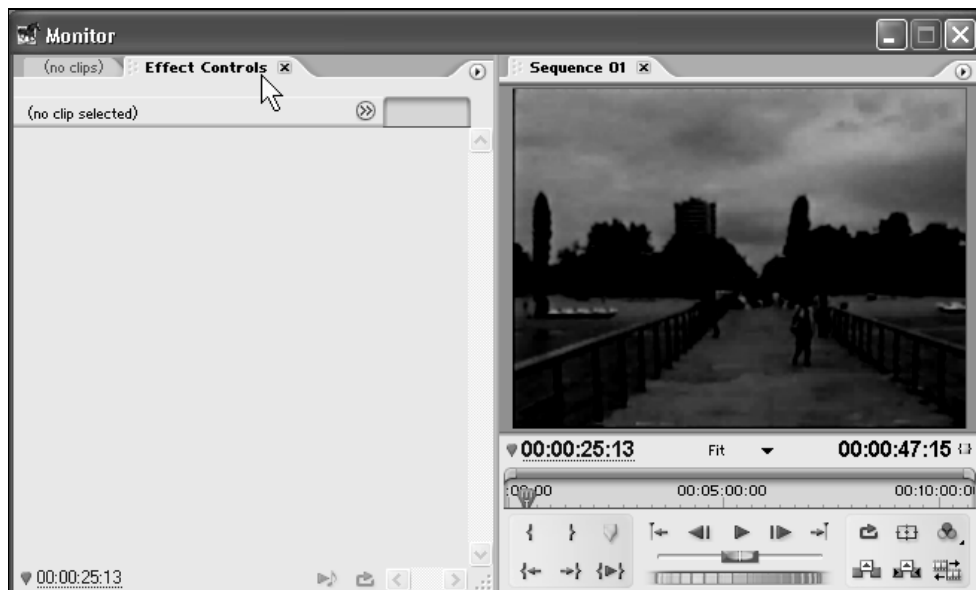 Monitor
(no clips)
Effect Controls
Sequence 01
(no clip selected)
00:00:25:13
Fit
00:00:47:15
:00:00
00:05:00:00
00:10:00:0
00:00:25:13